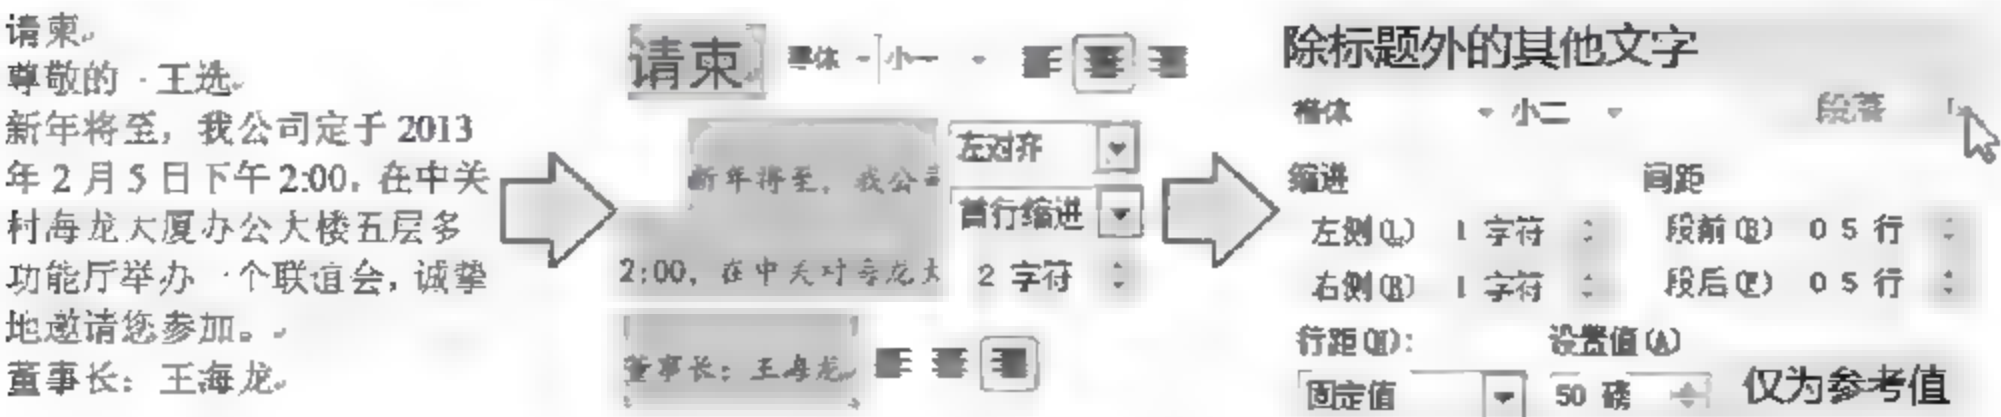 请柬
尊敬的 王选
新年将至，我公司定于 2013
年 2 月 5 日下午 2:00，在中关
村海龙大厦办公大楼五层多
功能厅举办一个联谊会，诚挚
地邀请您参加。
董事长：王海龙
请柬 隶体 小一
新年将至，我公司
左对齐
首行缩进
2:00，在中关村海龙大 2 字符
董事长：王海龙
除标题外的其他文字
楷体 小二 段落
缩进 间距
左侧(L) 1 字符 段前(B) 0 5 行
右侧(R) 1 字符 段后(F) 0 5 行
行距(N)： 设置值(A)
固定值 50 磅 仅为参考值